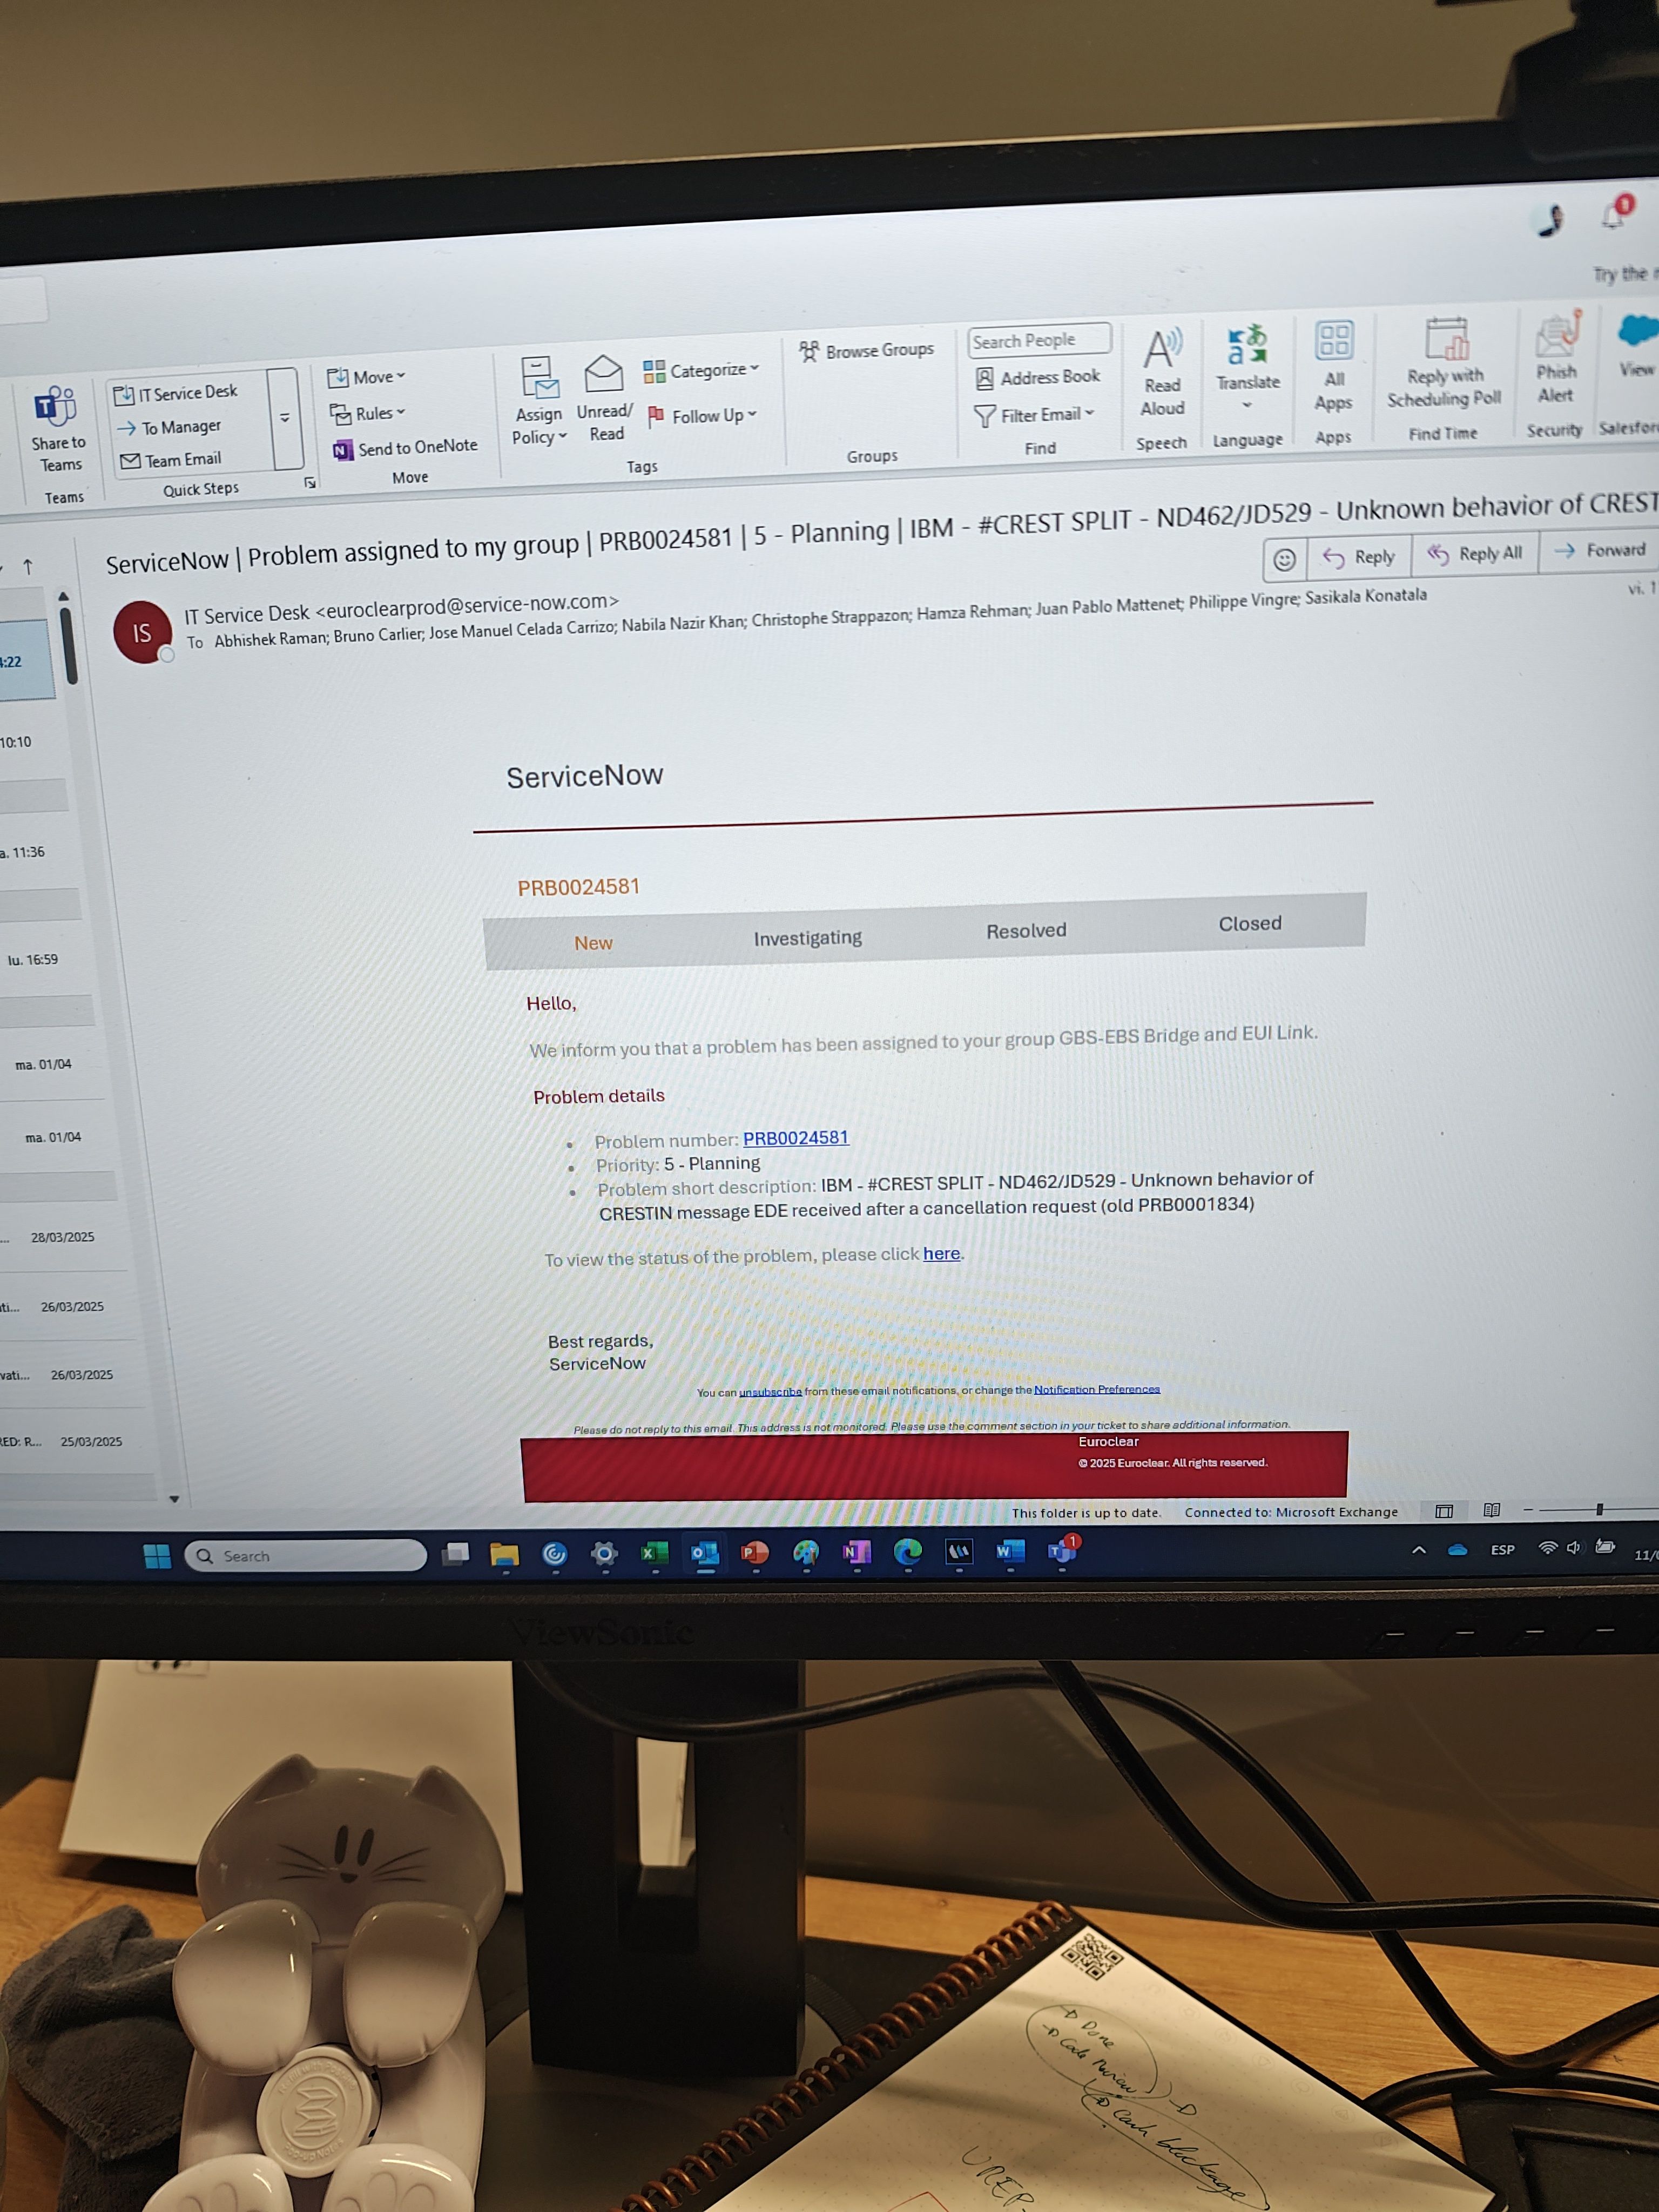 Try the
Share to Teams
Teams
IT Service Desk
To Manager
Team Email
Quick Steps
Move
Rules
Send to OneNote
Move
Assign Policy
Unread/ Read
Categorize
Follow Up
Tags
Browse Groups
Groups
Search People
Address Book
Filter Email
Find
Read Aloud
Speech
Translate
Language
All Apps
Apps
Reply with Scheduling Poll
Find Time
Phish Alert
Security
View
Salesfor
ServiceNow | Problem assigned to my group | PRB0024581 | 5 - Planning | IBM - #CREST SPLIT - ND462/JD529 - Unknown behavior of CREST
Reply
Reply All
Forward
IS
IT Service Desk <euroclearprod@service-now.com>
To Abhishek Raman; Bruno Carlier; Jose Manuel Celada Carrizo; Nabila Nazir Khan; Christophe Strappazon; Hamza Rehman; Juan Pablo Mattenet; Philippe Vingre; Sasikala Konatala
vi. 1
:22
10:10
a. 11:36
lu. 16:59
ma. 01/04
ma. 01/04
... 28/03/2025
ti... 26/03/2025
vati... 26/03/2025
ED: R... 25/03/2025
ServiceNow
PRB0024581
New Investigating Resolved Closed
Hello,
We inform you that a problem has been assigned to your group GBS-EBS Bridge and EUI Link.
Problem details
• Problem number: PRB0024581
• Priority: 5 - Planning
• Problem short description: IBM - #CREST SPLIT - ND462/JD529 - Unknown behavior of
CRESTIN message EDE received after a cancellation request (old PRB0001834)
To view the status of the problem, please click here.
Best regards,
ServiceNow
You can unsubscribe from these email notifications, or change the Notification Preferences
Please do not reply to this email. This address is not monitored. Please use the comment section in your ticket to share additional information.
Euroclear
© 2025 Euroclear. All rights reserved.
This folder is up to date. Connected to: Microsoft Exchange
Search
1
ESP
11/0
ViewSonic
→ Done
→ Code Review
→ Cash blockage
UREP